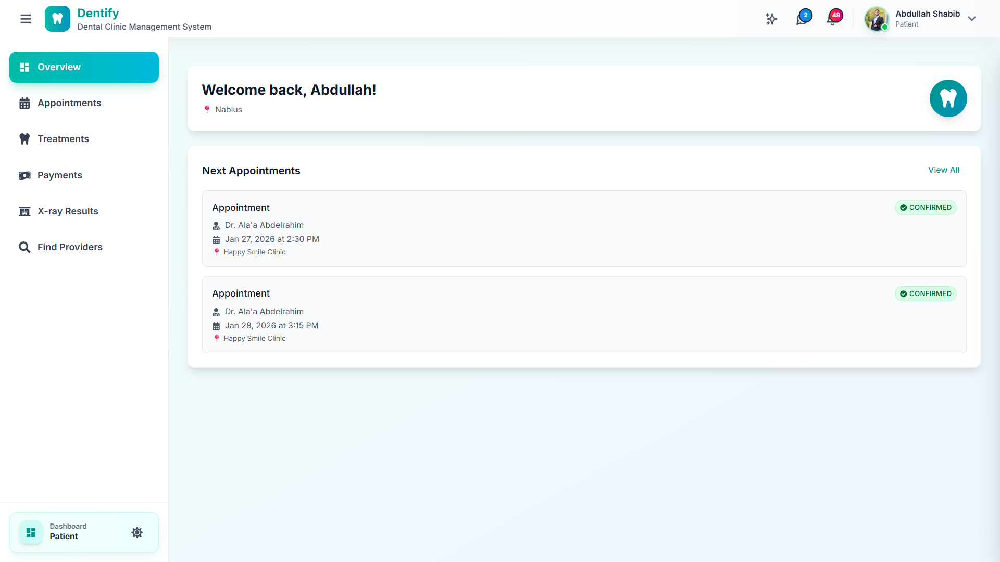 Dentify
Dental Clinic Management System
2
48
Abdullah Shabib
Patient
Overview
Appointments
Treatments
Payments
X-ray Results
Find Providers
Dashboard
Patient
Welcome back, Abdullah!
Nablus
Next Appointments
View All
Appointment
CONFIRMED
Dr. Ala'a Abdelrahim
Jan 27, 2026 at 2:30 PM
Happy Smile Clinic
Appointment
CONFIRMED
Dr. Ala'a Abdelrahim
Jan 28, 2026 at 3:15 PM
Happy Smile Clinic